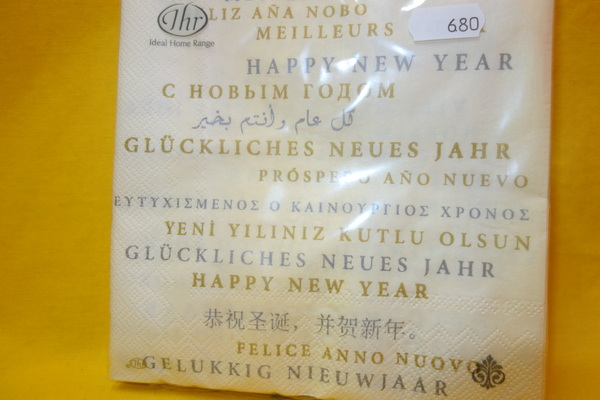 Ihr
Ideal Home Range
LIZ AÑA NOBO
680
MEILLEURS
HAPPY NEW YEAR
С НОВЫМ ГОДОМ
كل عام وأنتم بخير
GLÜCKLICHES NEUES JAHR
PRÓSPERO AÑO NUEVO
ΕΥΤΥΧΙΣΜΕΝΟΣ Ο ΚΑΙΝΟΥΡΓΙΟΣ ΧΡΟΝΟΣ
YENİ YILINIZ KUTLU OLSUN
GLÜCKLICHES NEUES JAHR
HAPPY NEW YEAR
恭祝圣诞，并贺新年。
FELICE ANNO NUOVO
GELUKKIG NIEUWJAAR